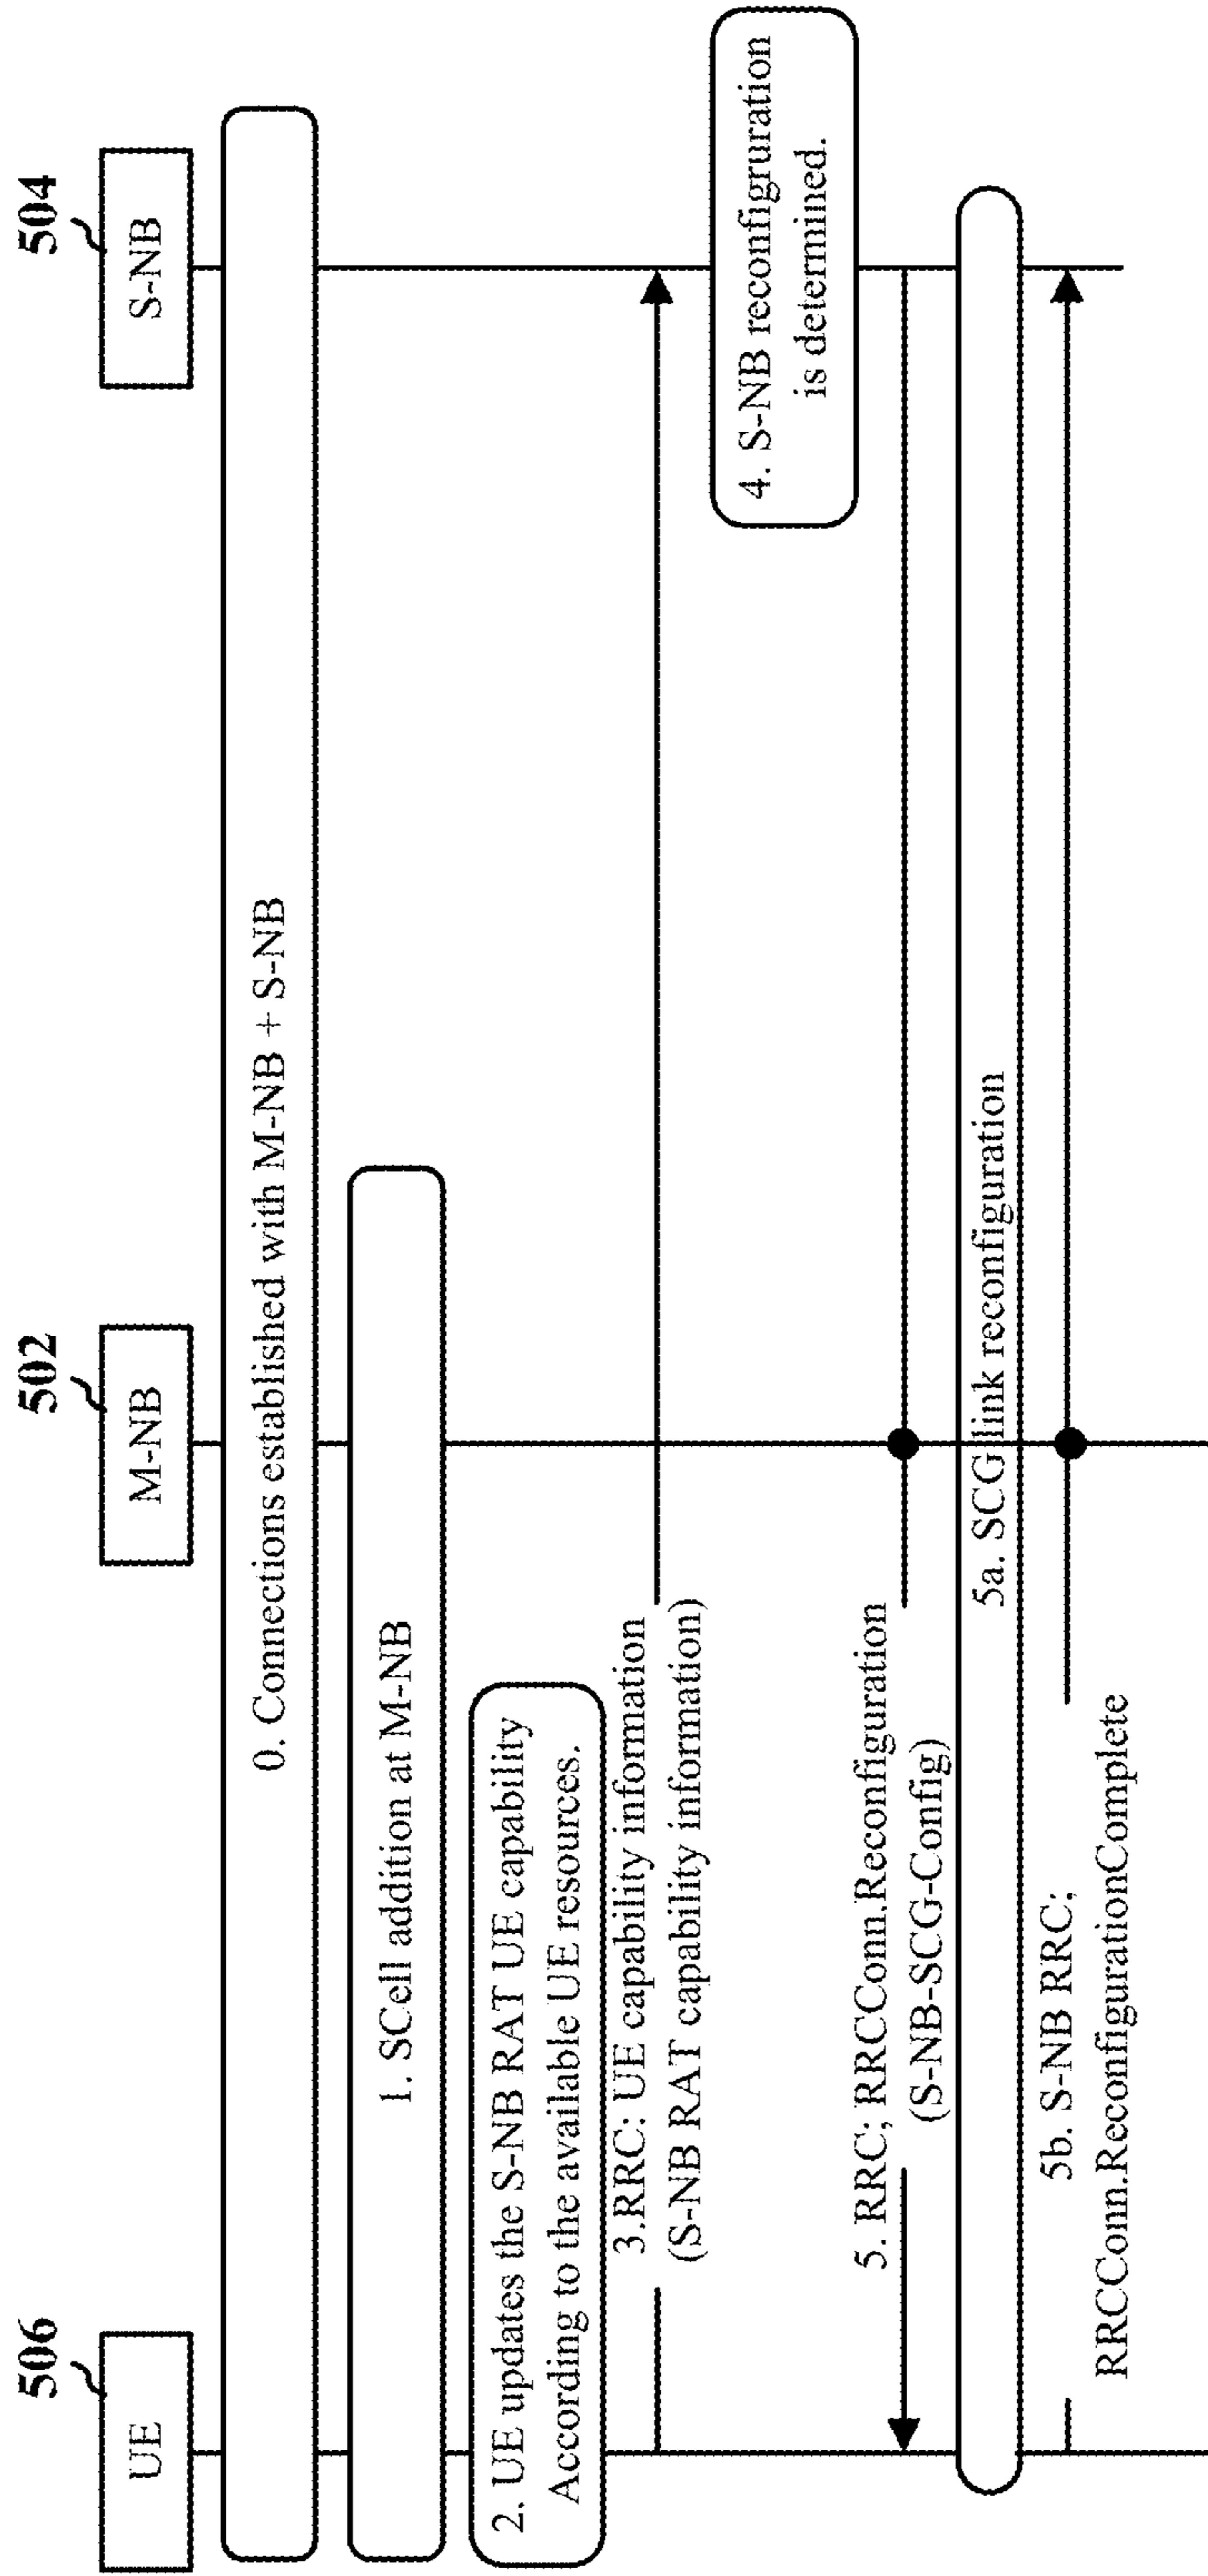 506
502
504
UE
M-NB
S-NB
0. Connections established with M-NB + S-NB
1. SCell addition at M-NB
2. UE updates the S-NB RAT UE capability
According to the available UE resources.
3.RRC: UE capability information
(S-NB RAT capability information)
4. S-NB reconfigruration
is determined.
5. RRC; RRCConn.Reconfiguration
(S-NB-SCG-Config)
5a. SCG link reconfiguration
5b. S-NB RRC;
RRCConn.ReconfigurationComplete